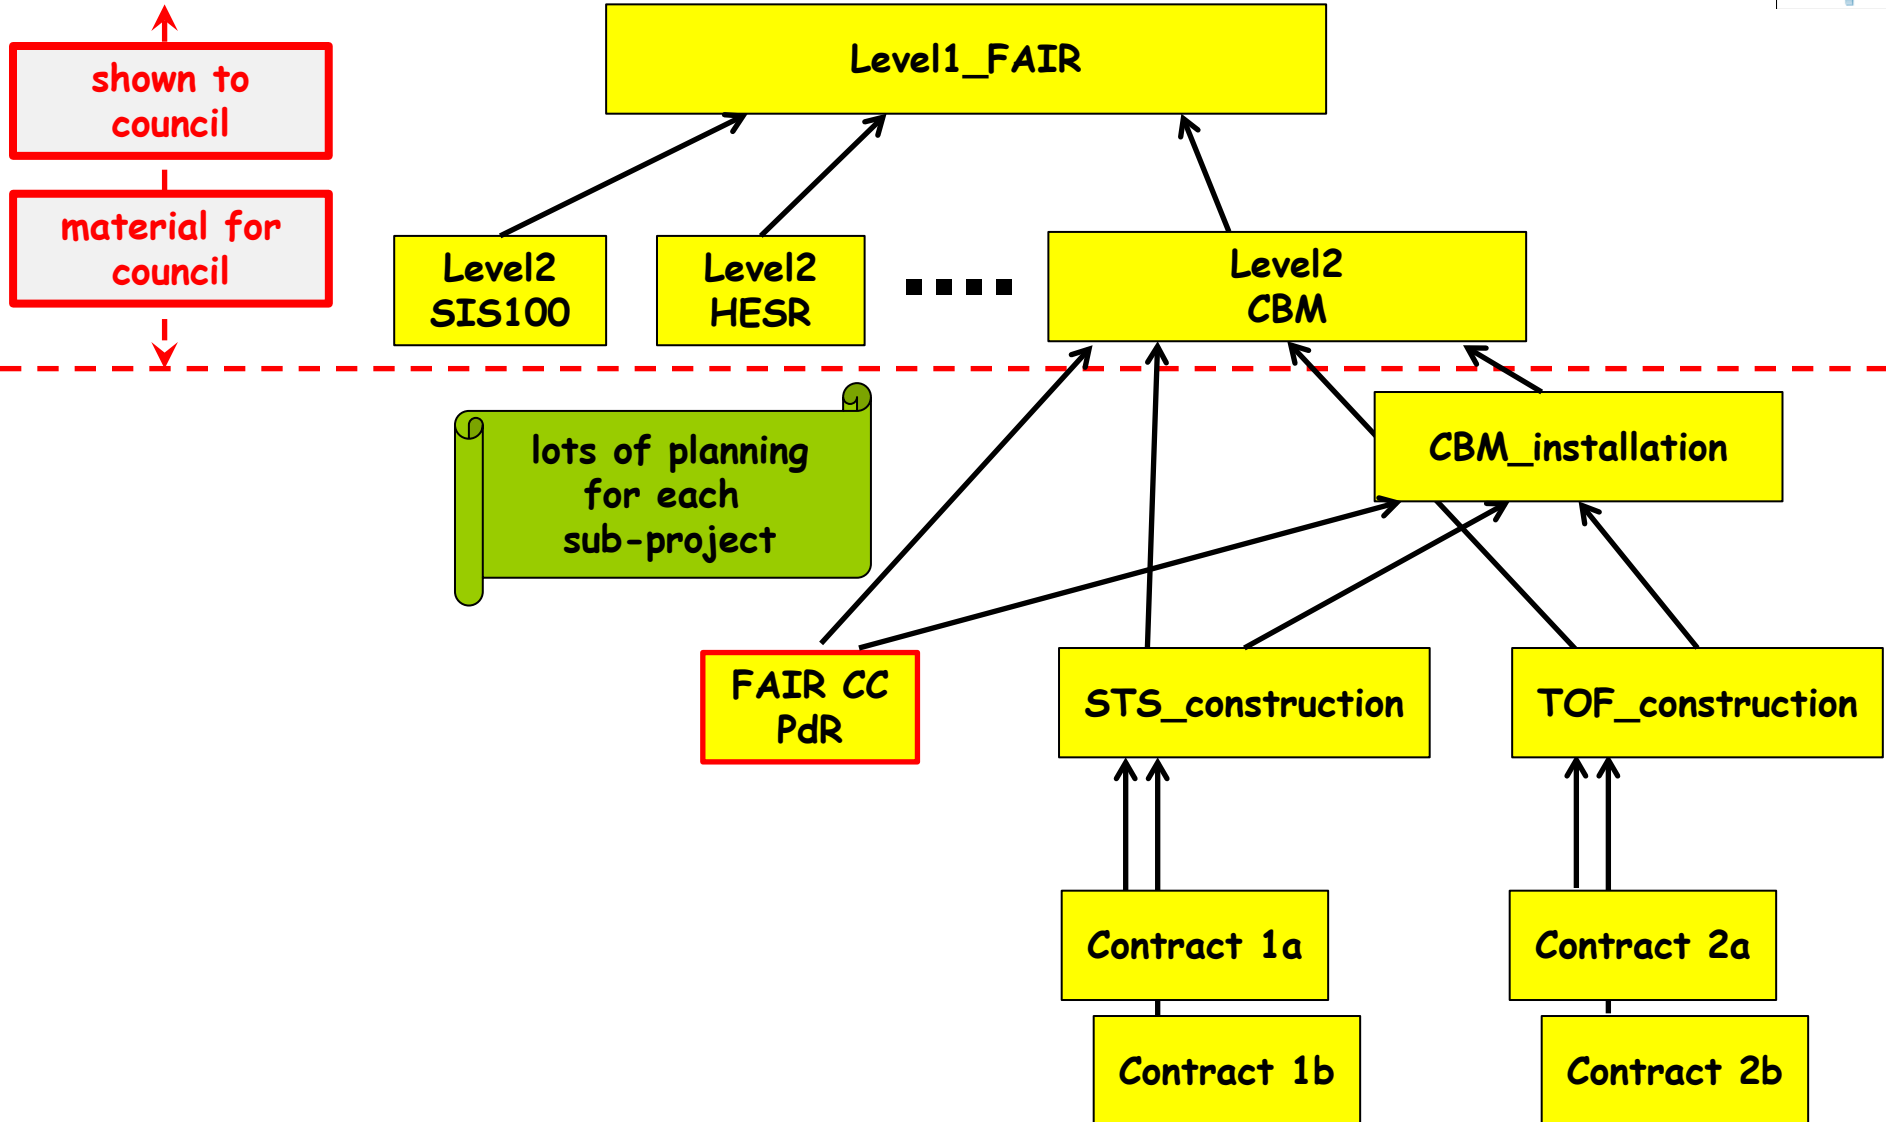 shown to
council
material for
council
Level1_FAIR
Level2
SIS100
Level2
HESR
Level2
CBM
lots of planning
for each
sub-project
CBM_installation
FAIR CC
PdR
STS_construction
TOF_construction
Contract 1a
Contract 2a
Contract 1b
Contract 2b